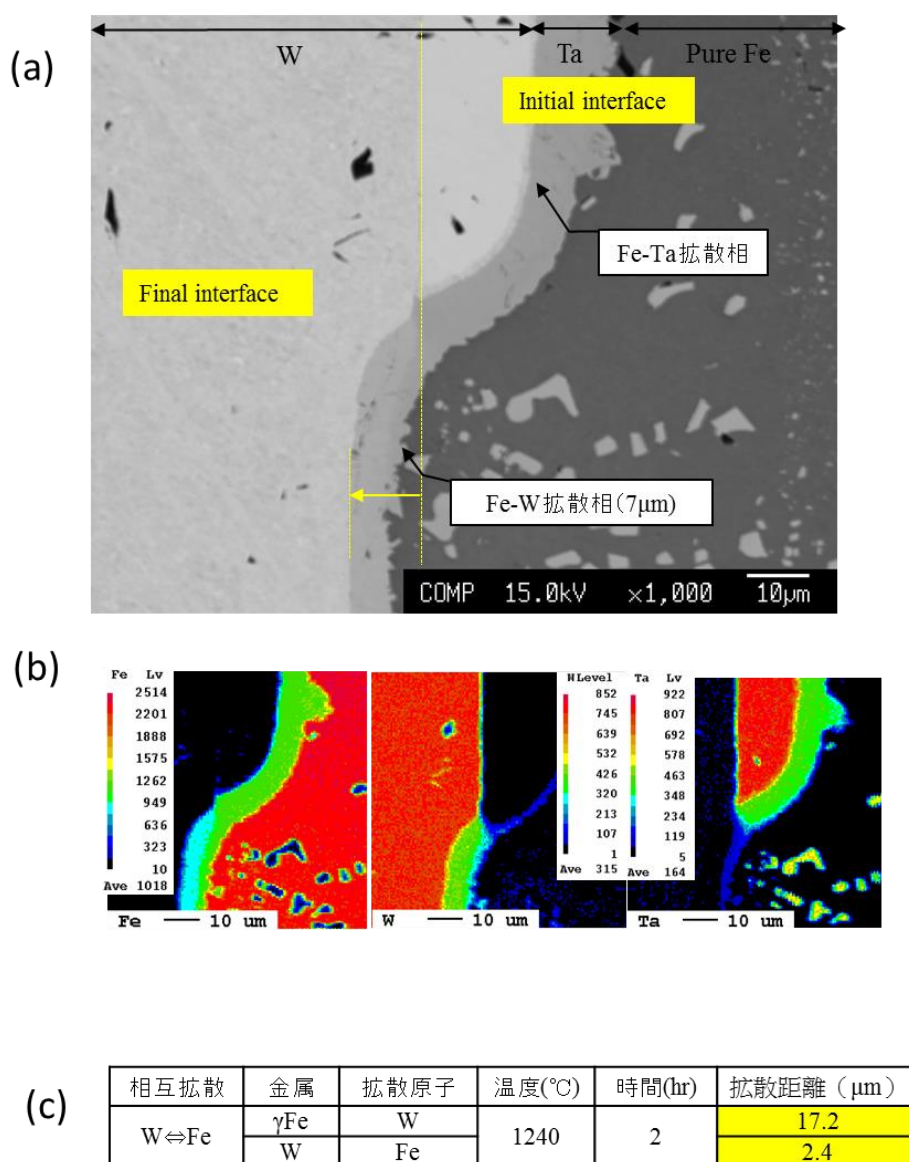 (a)
W Ta Pure Fe
Initial interface
Fe-Ta拡散相
Final interface
Fe-W拡散相(7μm)
COMP 15.0kV ×1,000 10μm
(b)
Fe Lv
2514
2201
1888
1575
1262
949
636
323
10
Ave 1018
Fe 10 um
W Level
852
745
639
532
426
320
213
107
1
Ave 315
W 10 um
Ta Lv
922
807
692
578
463
348
234
119
5
Ave 164
Ta 10 um
(c)
相互拡散 金属 拡散原子 温度(℃) 時間(hr) 拡散距離(μm)
W⇔Fe γFe W 1240 2 17.2
W Fe 2.4